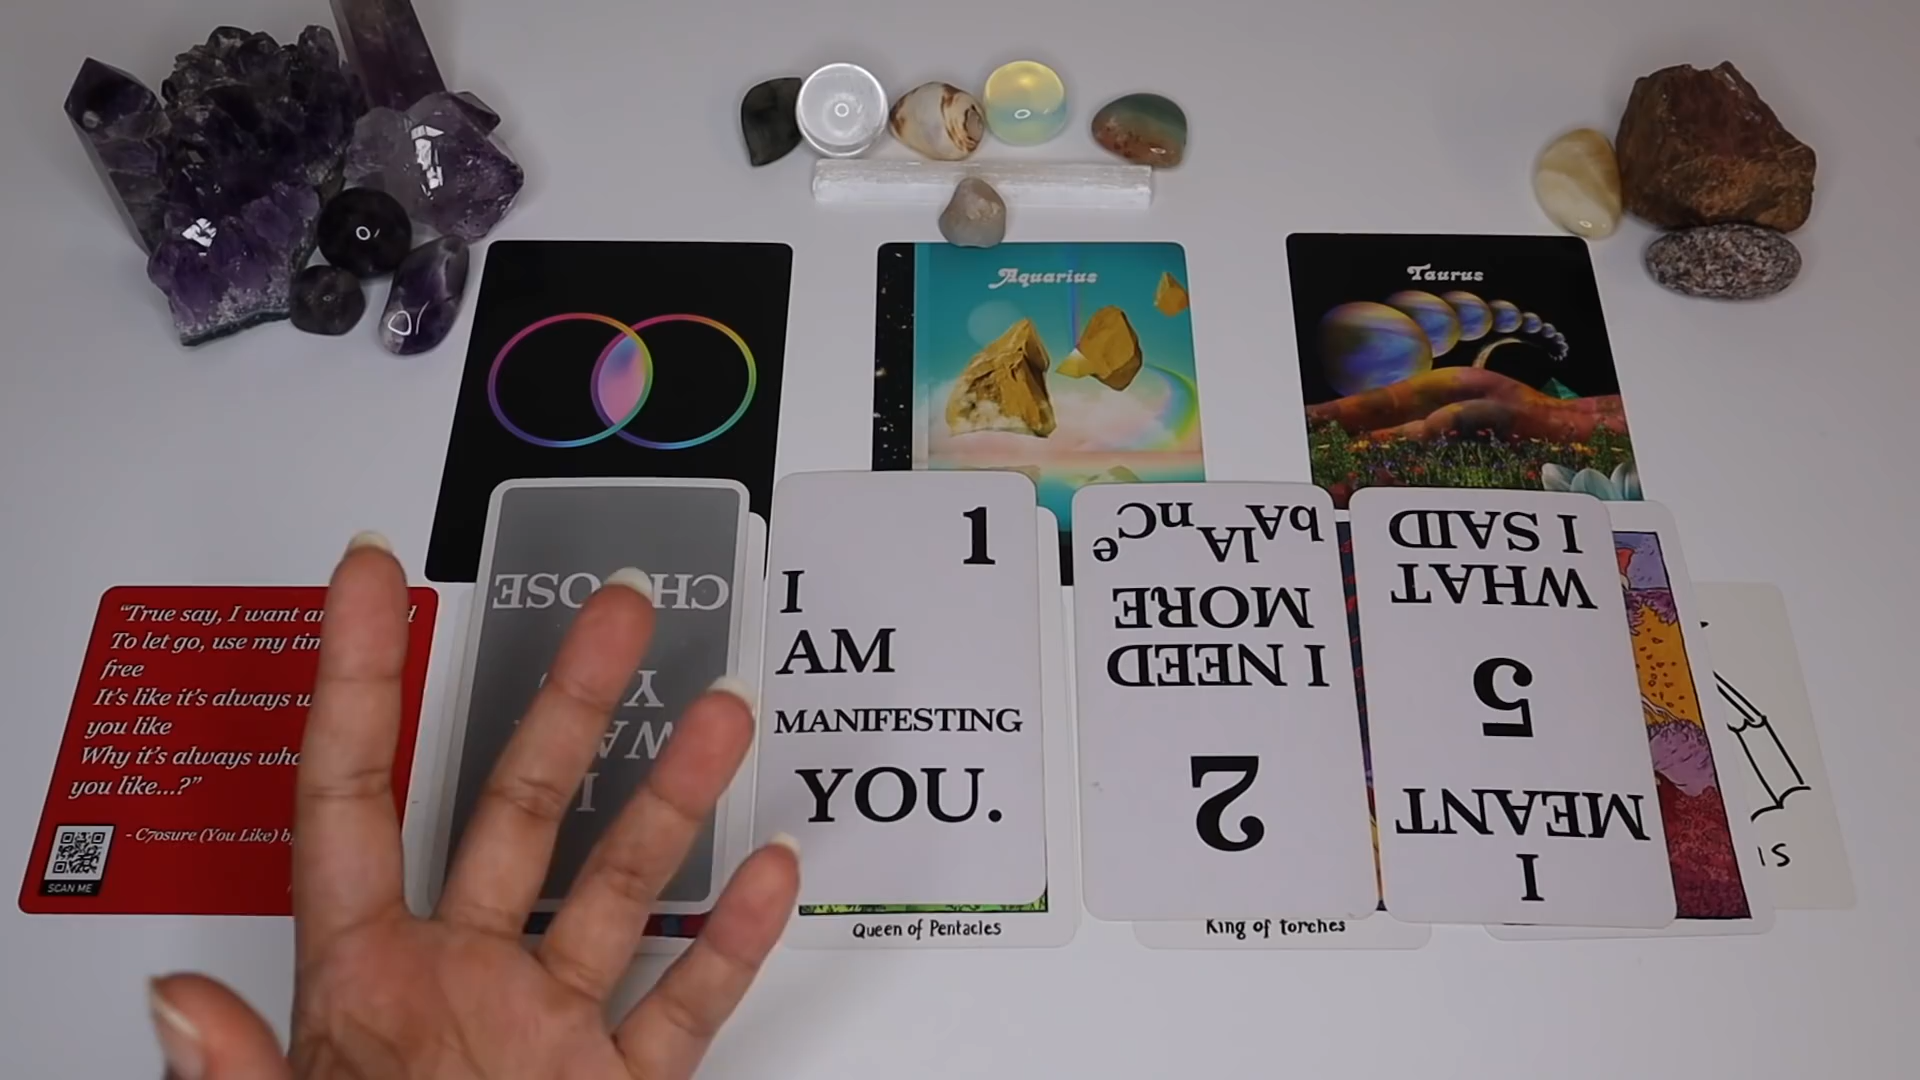 Aquarius
Taurus
"True say, I want an
To let go, use my tim
free
It's like it's always w
you like
Why it's always wha
you like...?"
- C7osure (You Like) b
SCAN ME
CHOOSE
I
1
I
AM
MANIFESTING
YOU.
Queen of Pentacles
2
I NEED
MORE
bAlAnCe
King of torches
I
MEANT
5
WHAT
I SAID
IS